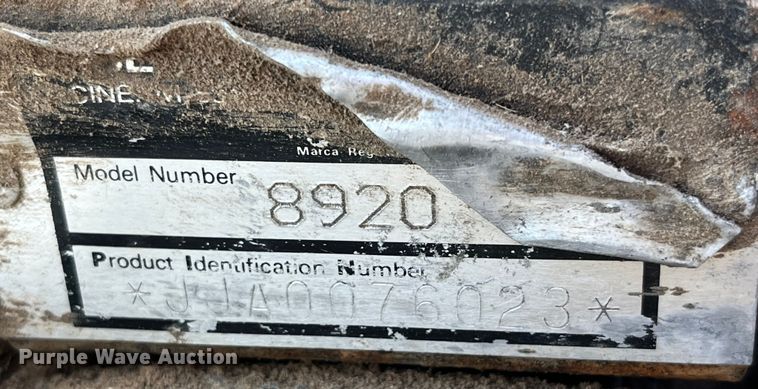 Marca Reg
Model Number
8920
Product Identification Number
*JJA0076023*
Purple Wave Auction